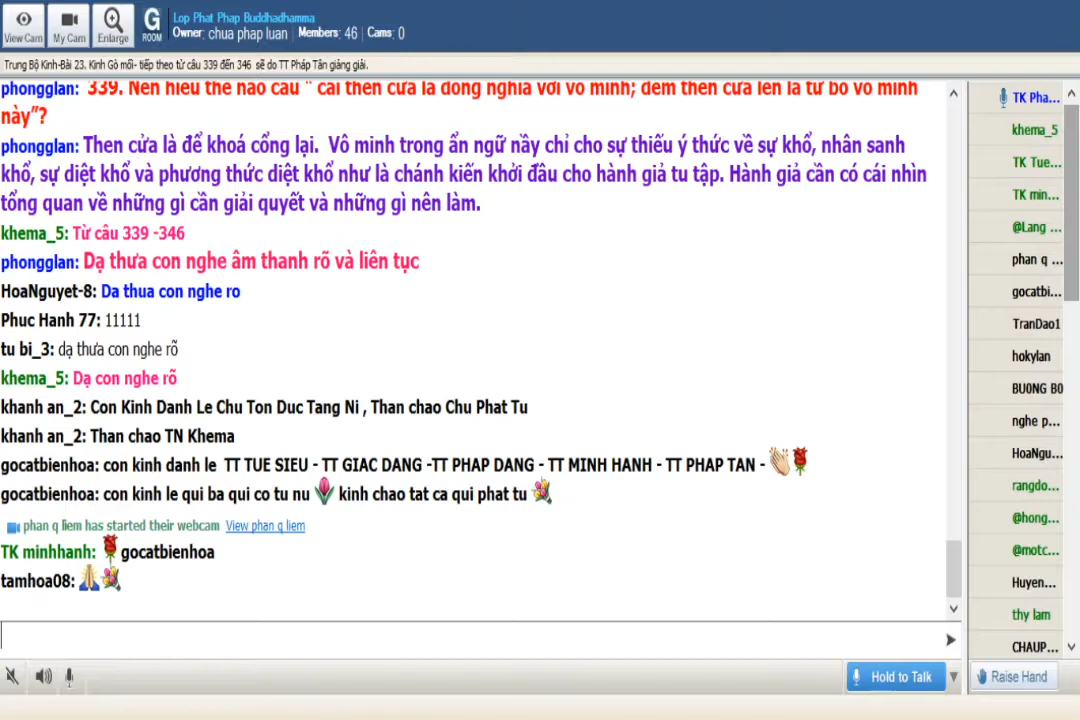 Lop Phat Phap Buddhadhamma
View Cam
My Cam
Enlarge
G ROOM
Owner: chua phap luan | Members: 46 | Cams: 0
Trung Bộ Kinh-Bài 23. Kinh Gò mối- tiếp theo từ câu 339 đến 346 sẽ do TT Pháp Tân giảng giải.
phongglan: 339. Nên hiểu thế nào câu " cái then cửa là đồng nghĩa với vô minh; đem then cửa lên là từ bỏ vô minh
này"?
phongglan: Then cửa là để khoá cổng lại. Vô minh trong ẩn ngữ nầy chỉ cho sự thiếu ý thức về sự khổ, nhân sanh
khổ, sự diệt khổ và phương thức diệt khổ như là chánh kiến khởi đầu cho hành giả tu tập. Hành giả cần có cái nhìn
tổng quan về những gì cần giải quyết và những gì nên làm.
khema_5: Từ câu 339 -346
phongglan: Dạ thưa con nghe âm thanh rõ và liên tục
HoaNguyet-8: Da thua con nghe ro
Phuc Hanh 77: 11111
tu bi_3: dạ thưa con nghe rõ
khema_5: Dạ con nghe rõ
khanh an_2: Con Kinh Danh Le Chu Ton Duc Tang Ni , Than chao Chu Phat Tu
khanh an_2: Than chao TN Khema
gocatbienhoa: con kinh danh le TT TUE SIEU - TT GIAC DANG -TT PHAP DANG - TT MINH HANH - TT PHAP TAN - 👏🌹
gocatbienhoa: con kinh le qui ba qui co tu nu 🌷 kinh chao tat ca qui phat tu 💐
phan q liem has started their webcam View phan q liem
TK minhhanh: 🌹gocatbienhoa
tamhoa08: 🙏💐
TK Pha...
khema_5
TK Tue...
TK min...
@Lang ...
phan q ...
gocatbi...
TranDao1
hokylan
BUONG BO
nghe p...
HoaNgu...
rangdo...
@hong...
@motc...
Huyen...
thy lam
CHAUP...
Hold to Talk
Raise Hand